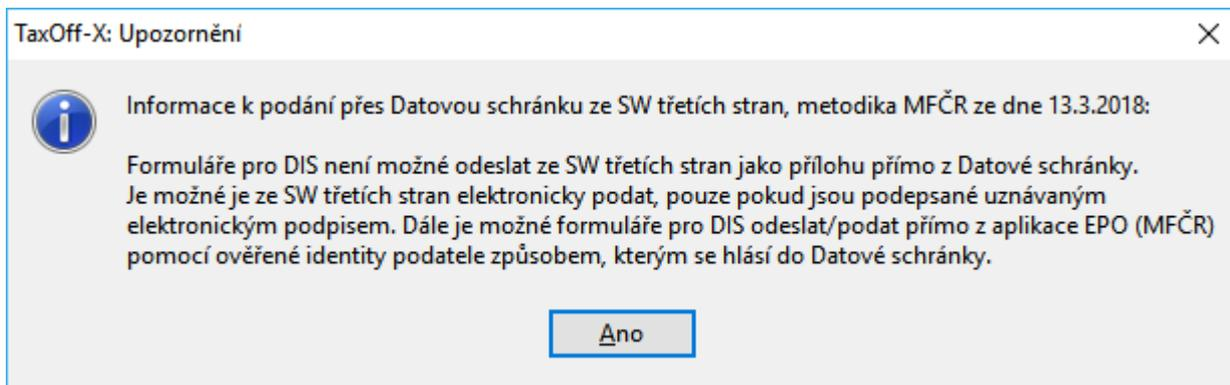 TaxOff-X: Upozornění
Informace k podání přes Datovou schránku ze SW třetích stran, metodika MFČR ze dne 13.3.2018:
Formuláře pro DIS není možné odeslat ze SW třetích stran jako přílohu přímo z Datové schránky.
Je možné je ze SW třetích stran elektronicky podat, pouze pokud jsou podepsané uznávaným
elektronickým podpisem. Dále je možné formuláře pro DIS odeslat/podat přímo z aplikace EPO (MFČR)
pomocí ověřené identity podatele způsobem, kterým se hlásí do Datové schránky.
Ano